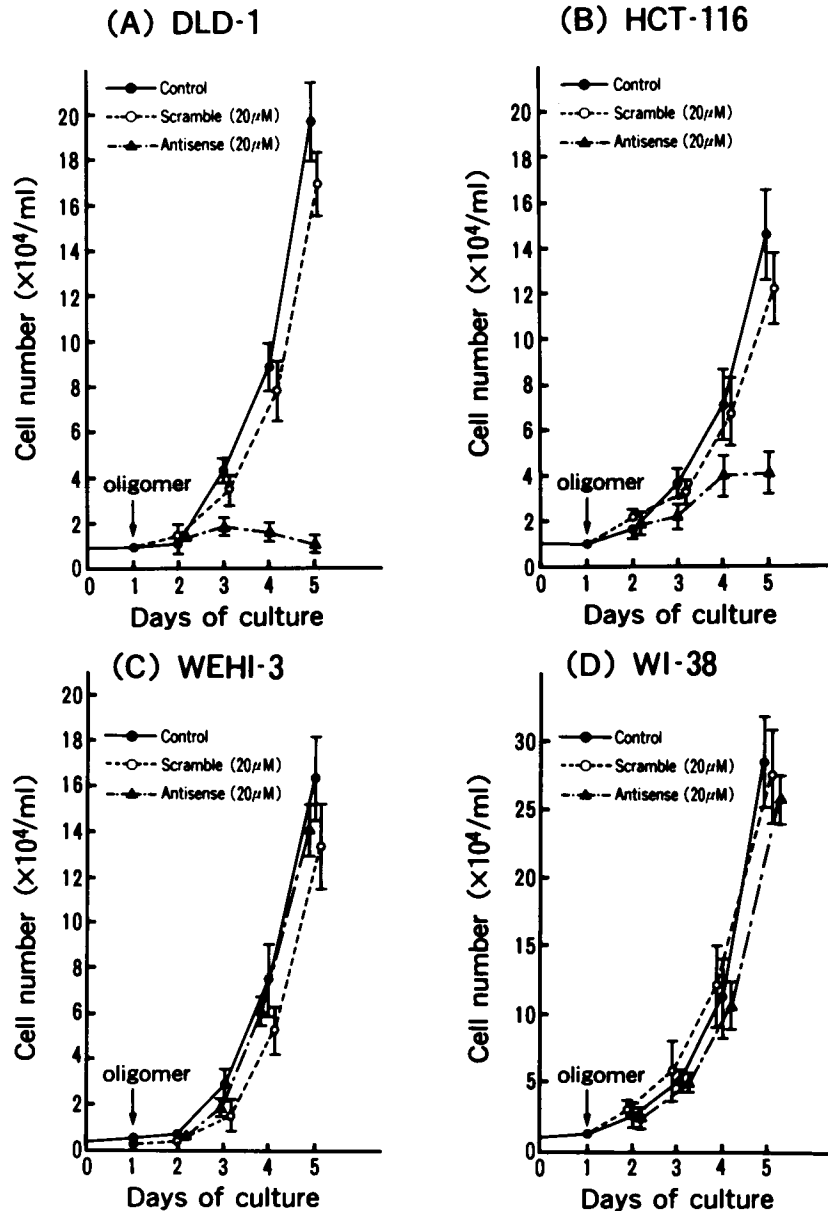 (A) DLD-1
Control
Scramble (20μM)
Antisense (20μM)
20
18
16
14
12
10
8
6
4
2
0
Cell number (×10⁴/ml)
oligomer
0 1 2 3 4 5
Days of culture
(B) HCT-116
Control
Scramble (20μM)
Antisense (20μM)
20
18
16
14
12
10
8
6
4
2
0
Cell number (×10⁴/ml)
oligomer
0 1 2 3 4 5
Days of culture
(C) WEHI-3
Control
Scramble (20μM)
Antisense (20μM)
20
18
16
14
12
10
8
6
4
2
0
Cell number (×10⁴/ml)
oligomer
0 1 2 3 4 5
Days of culture
(D) WI-38
Control
Scramble (20μM)
Antisense (20μM)
30
25
20
15
10
5
0
Cell number (×10⁴/ml)
oligomer
0 1 2 3 4 5
Days of culture